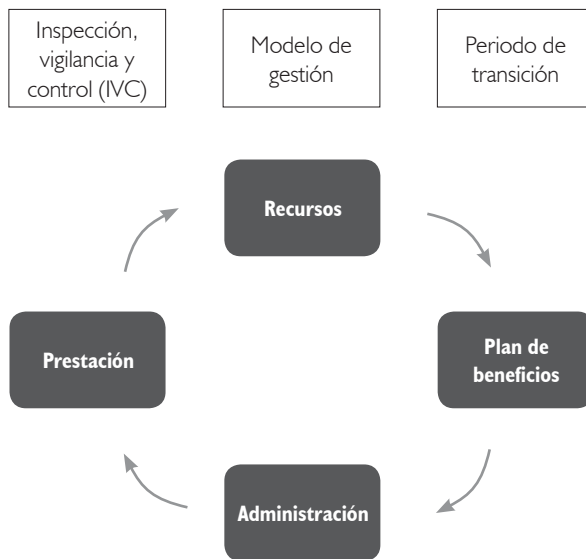 Inspección,
vigilancia y
control (IVC)
Modelo de
gestión
Periodo de
transición
Recursos
Prestación
Plan de
beneficios
Administración